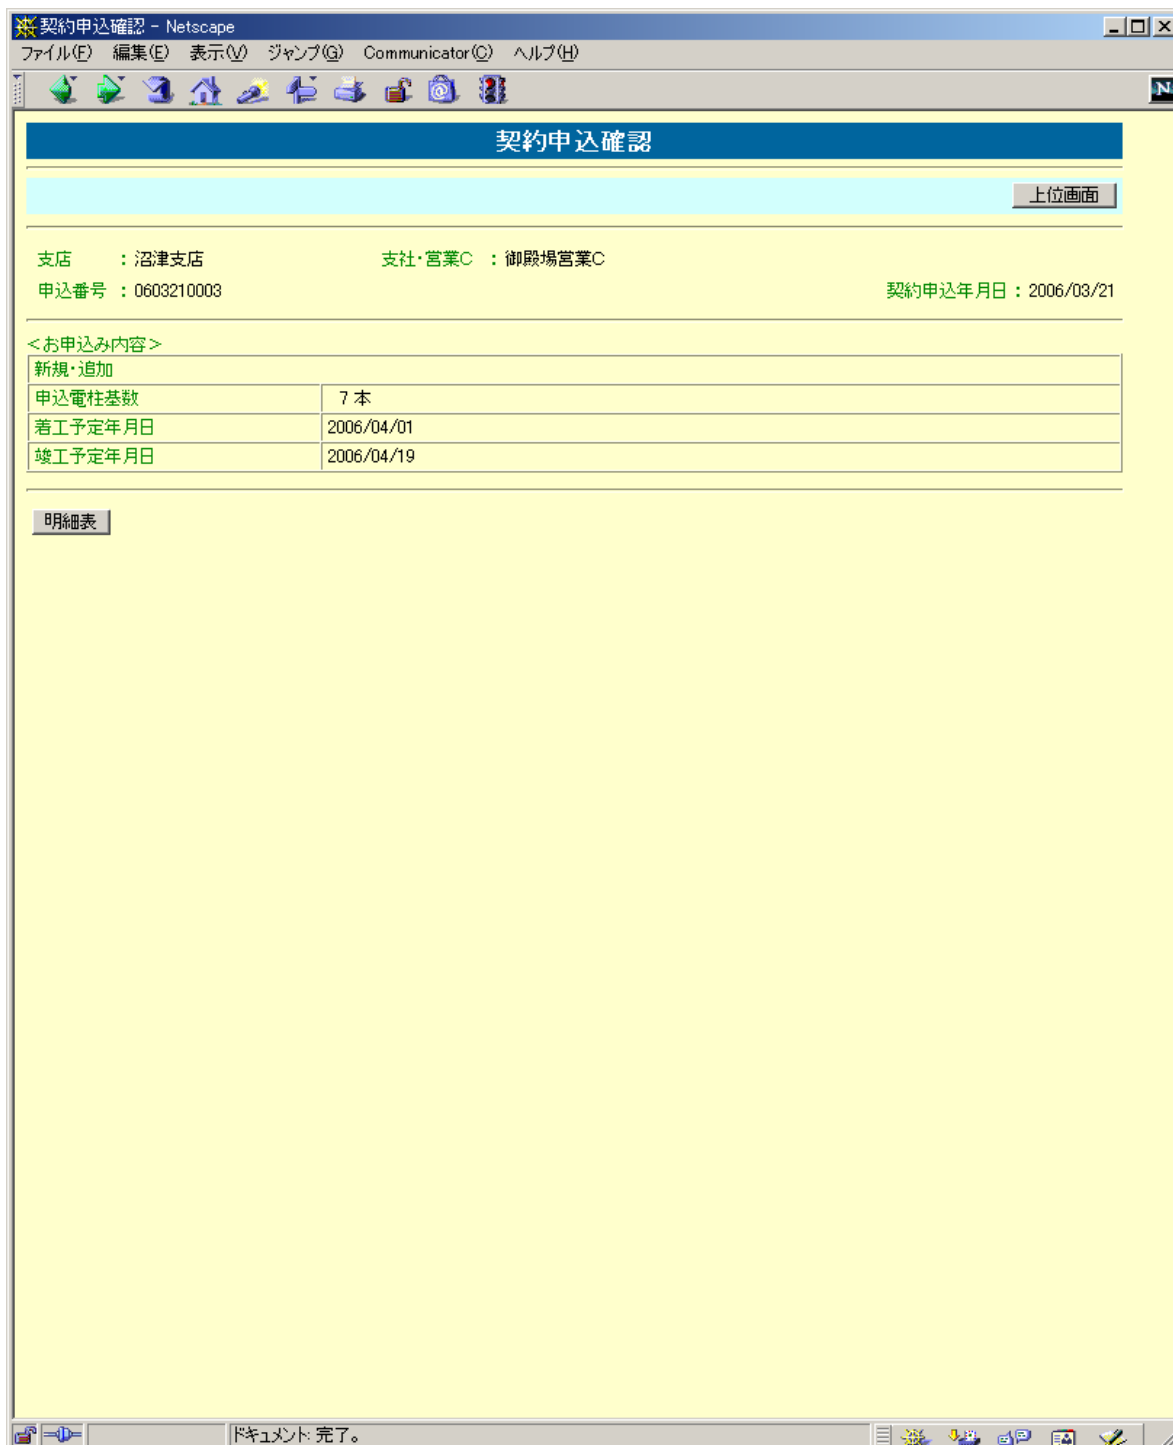 契約申込確認 - Netscape
ファイル(F) 編集(E) 表示(V) ジャンプ(G) Communicator(C) ヘルプ(H)
N
契約申込確認
上位画面
支店 ：沼津支店 支社・営業C ：御殿場営業C
申込番号 ：0603210003 契約申込年月日：2006/03/21
＜お申込み内容＞
新規・追加
申込電柱基数 7 本
着工予定年月日 2006/04/01
竣工予定年月日 2006/04/19
明細表
ドキュメント: 完了。